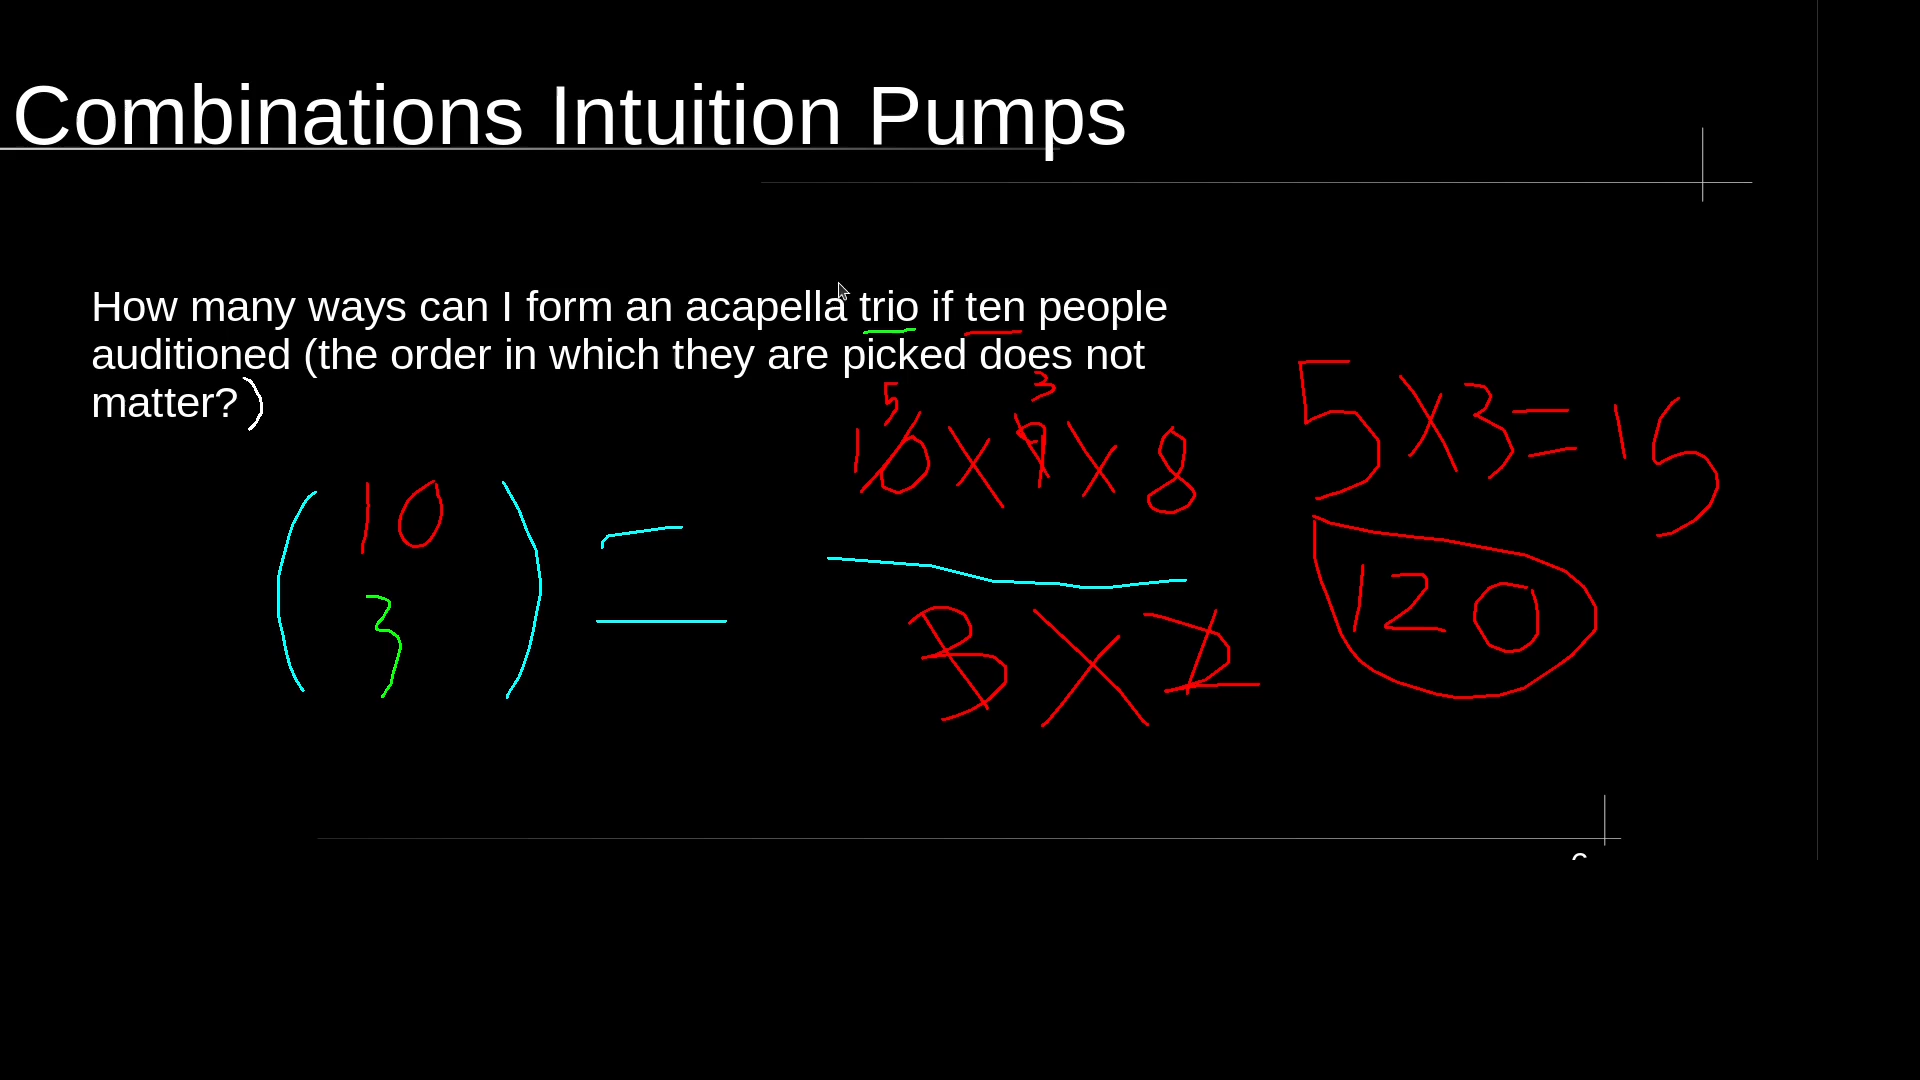 Combinations Intuition Pumps
How many ways can I form an acapella trio if ten people
auditioned (the order in which they are picked does not
matter?)
5 3
10 x 9 x 8
5 x 3 = 15
( 10
3 ) =
3 x 2
120